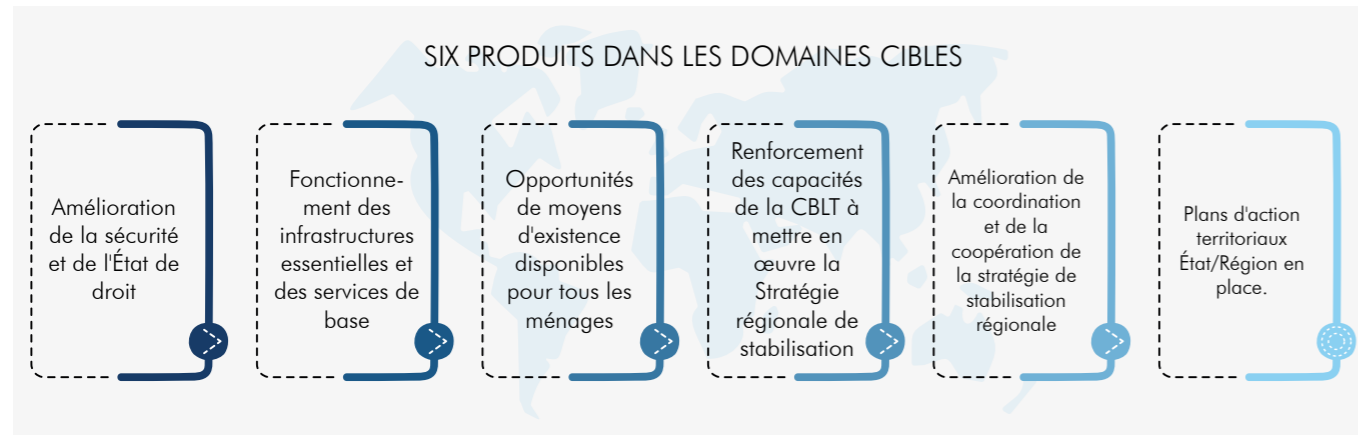 SIX PRODUITS DANS LES DOMAINES CIBLES
Amélioration
de la sécurité
et de l'État de
droit
Fonctionne-
ment des
infrastructures
essentielles et
des services de
base
Opportunités
de moyens
d'existence
disponibles
pour tous les
ménages
Renforcement
des capacités
de la CBLT à
mettre en
œuvre la
Stratégie
régionale de
stabilisation
Amélioration de
la coordination
et de la
coopération de
la stratégie de
stabilisation
régionale
Plans d'action
territoriaux
État/Région en
place.